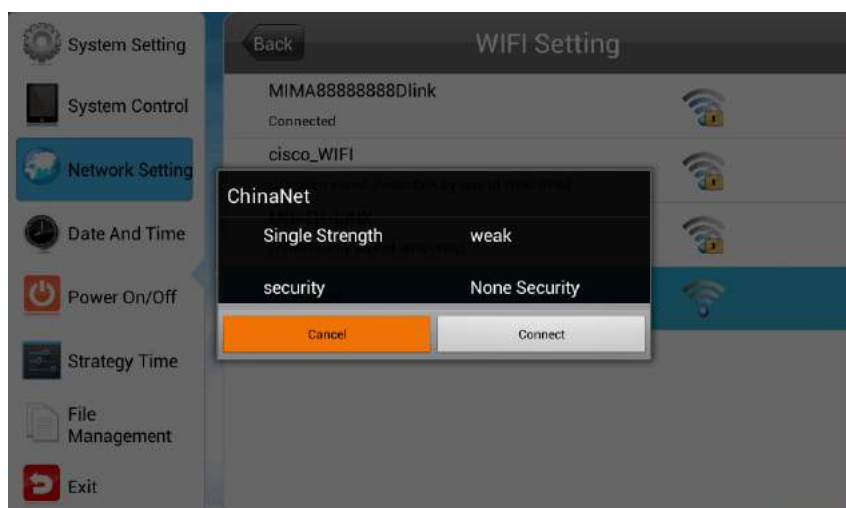 System Setting
System Control
Network Setting
Date And Time
Power On/Off
Strategy Time
File
Management
Exit
Back
WIFI Setting
MIMA88888888Dlink
Connected
cisco_WIFI
ChinaNet
Single Strength weak
security None Security
Cancel Connect